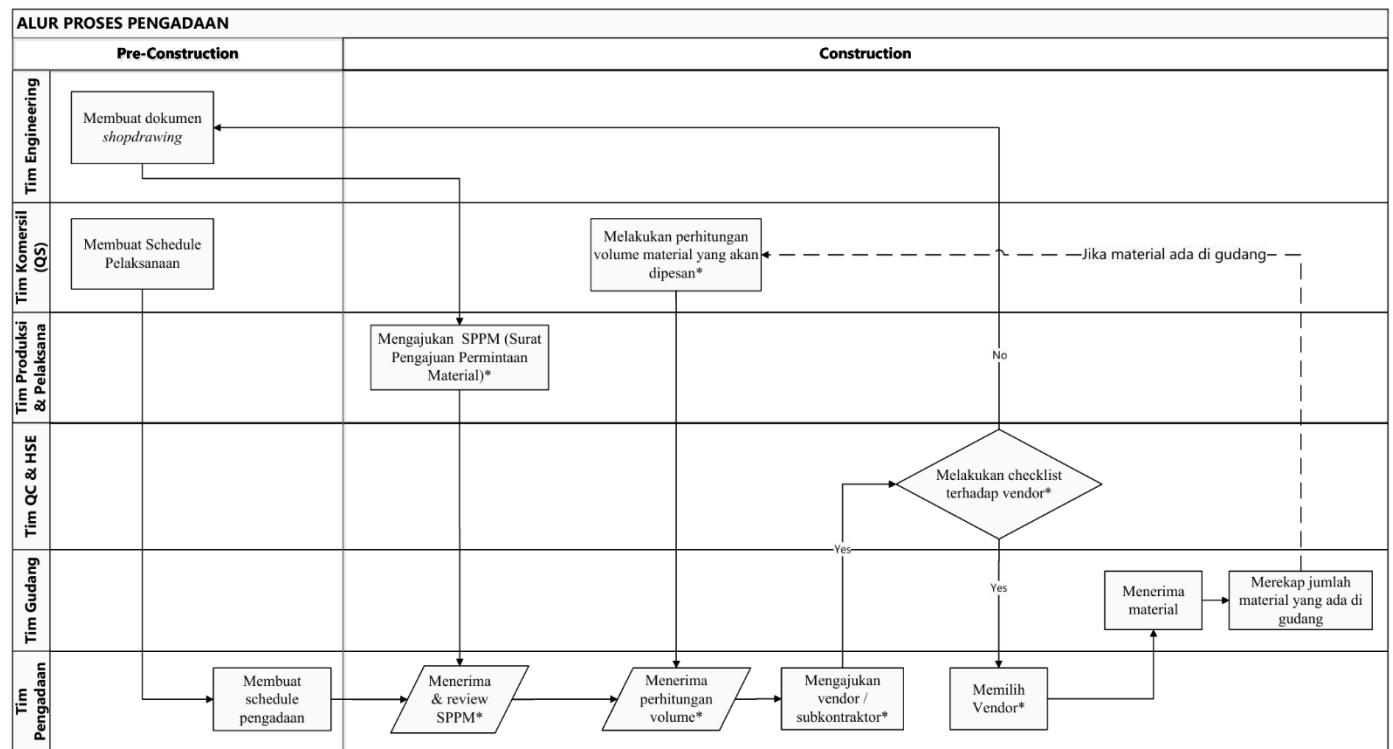 ALUR PROSES PENGADAAN
Pre-Construction
Construction
Tim Engineering
Membuat dokumen
shopdrawing
Tim Komersil
(QS)
Membuat Schedule
Pelaksanaan
Melakukan perhitungan
volume material yang akan
dipesan*
Jika material ada di gudang
Tim Produksi
& Pelaksana
Mengajukan SPPM (Surat
Pengajuan Permintaan
Material)*
No
Tim QC & HSE
Melakukan checklist
terhadap vendor*
Yes
Tim Gudang
Yes
Menerima
material
Merekap jumlah
material yang ada di
gudang
Tim
Pengadaan
Membuat
schedule
pengadaan
Menerima
& review
SPPM*
Menerima
perhitungan
volume*
Mengajukan
vendor /
subkontraktor*
Memilih
Vendor*